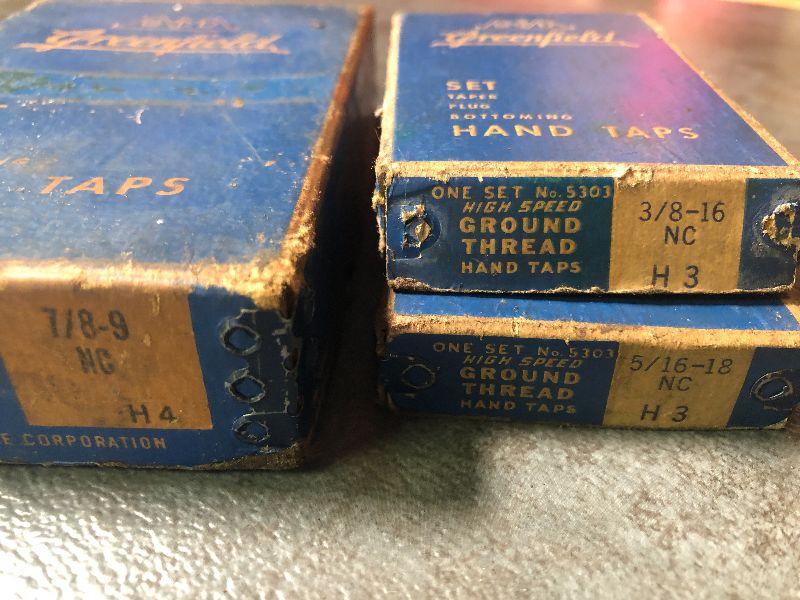 Greenfield
TAPS
7/8-9
NC
H 4
CORPORATION
Greenfield
SET
TAPER
PLUG
BOTTOMING
HAND TAPS
ONE SET No. 5303
HIGH SPEED
GROUND
THREAD
HAND TAPS
3/8-16
NC
H 3
ONE SET No. 5303
HIGH SPEED
GROUND
THREAD
HAND TAPS
5/16-18
NC
H 3